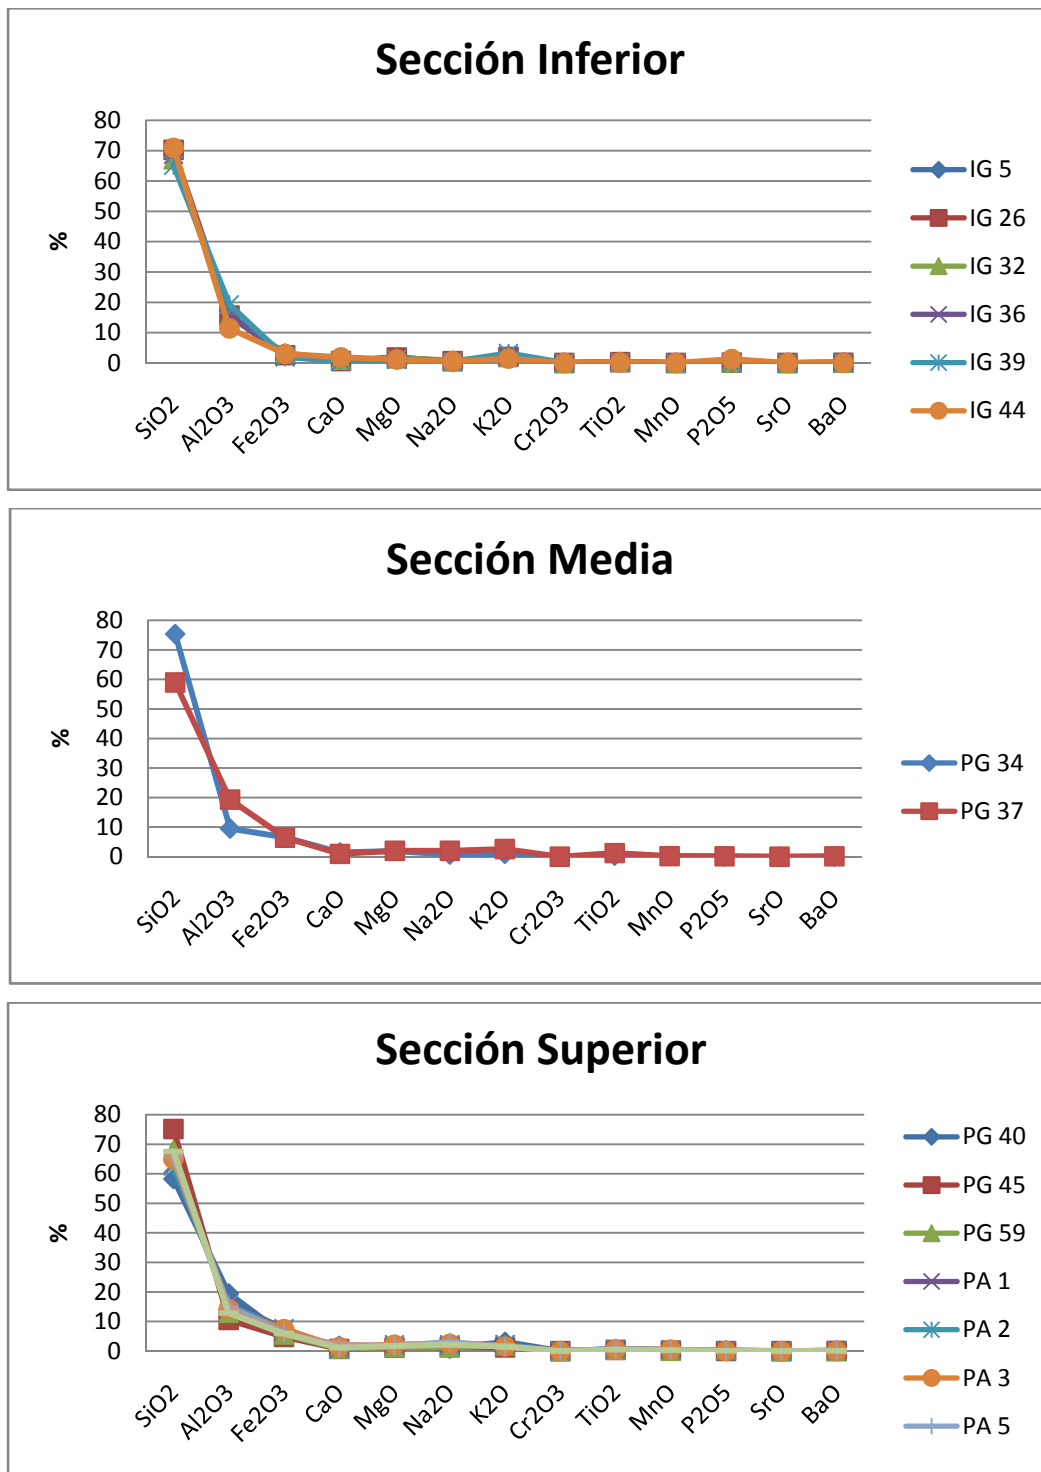 Sección Inferior
80
70
60
50
40
30
20
10
0
%
SiO2
Al2O3
Fe2O3
CaO
MgO
Na2O
K2O
Cr2O3
TiO2
MnO
P2O5
SrO
BaO
IG 5
IG 26
IG 32
IG 36
IG 39
IG 44
Sección Media
80
70
60
50
40
30
20
10
0
%
SiO2
Al2O3
Fe2O3
CaO
MgO
Na2O
K2O
Cr2O3
TiO2
MnO
P2O5
SrO
BaO
PG 34
PG 37
Sección Superior
80
70
60
50
40
30
20
10
0
%
SiO2
Al2O3
Fe2O3
CaO
MgO
Na2O
K2O
Cr2O3
TiO2
MnO
P2O5
SrO
BaO
PG 40
PG 45
PG 59
PA 1
PA 2
PA 3
PA 5